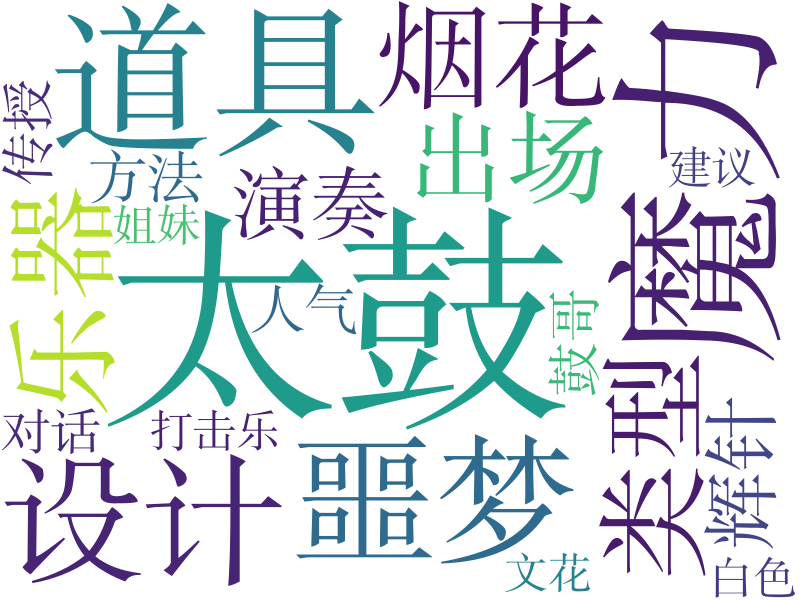 道具
烟花
魔力
传授
方法
演奏
出场
建议
乐器
姐妹
太鼓
人气
鼓哥
类型
对话
打击乐
辉针
设计
噩梦
文花
白色